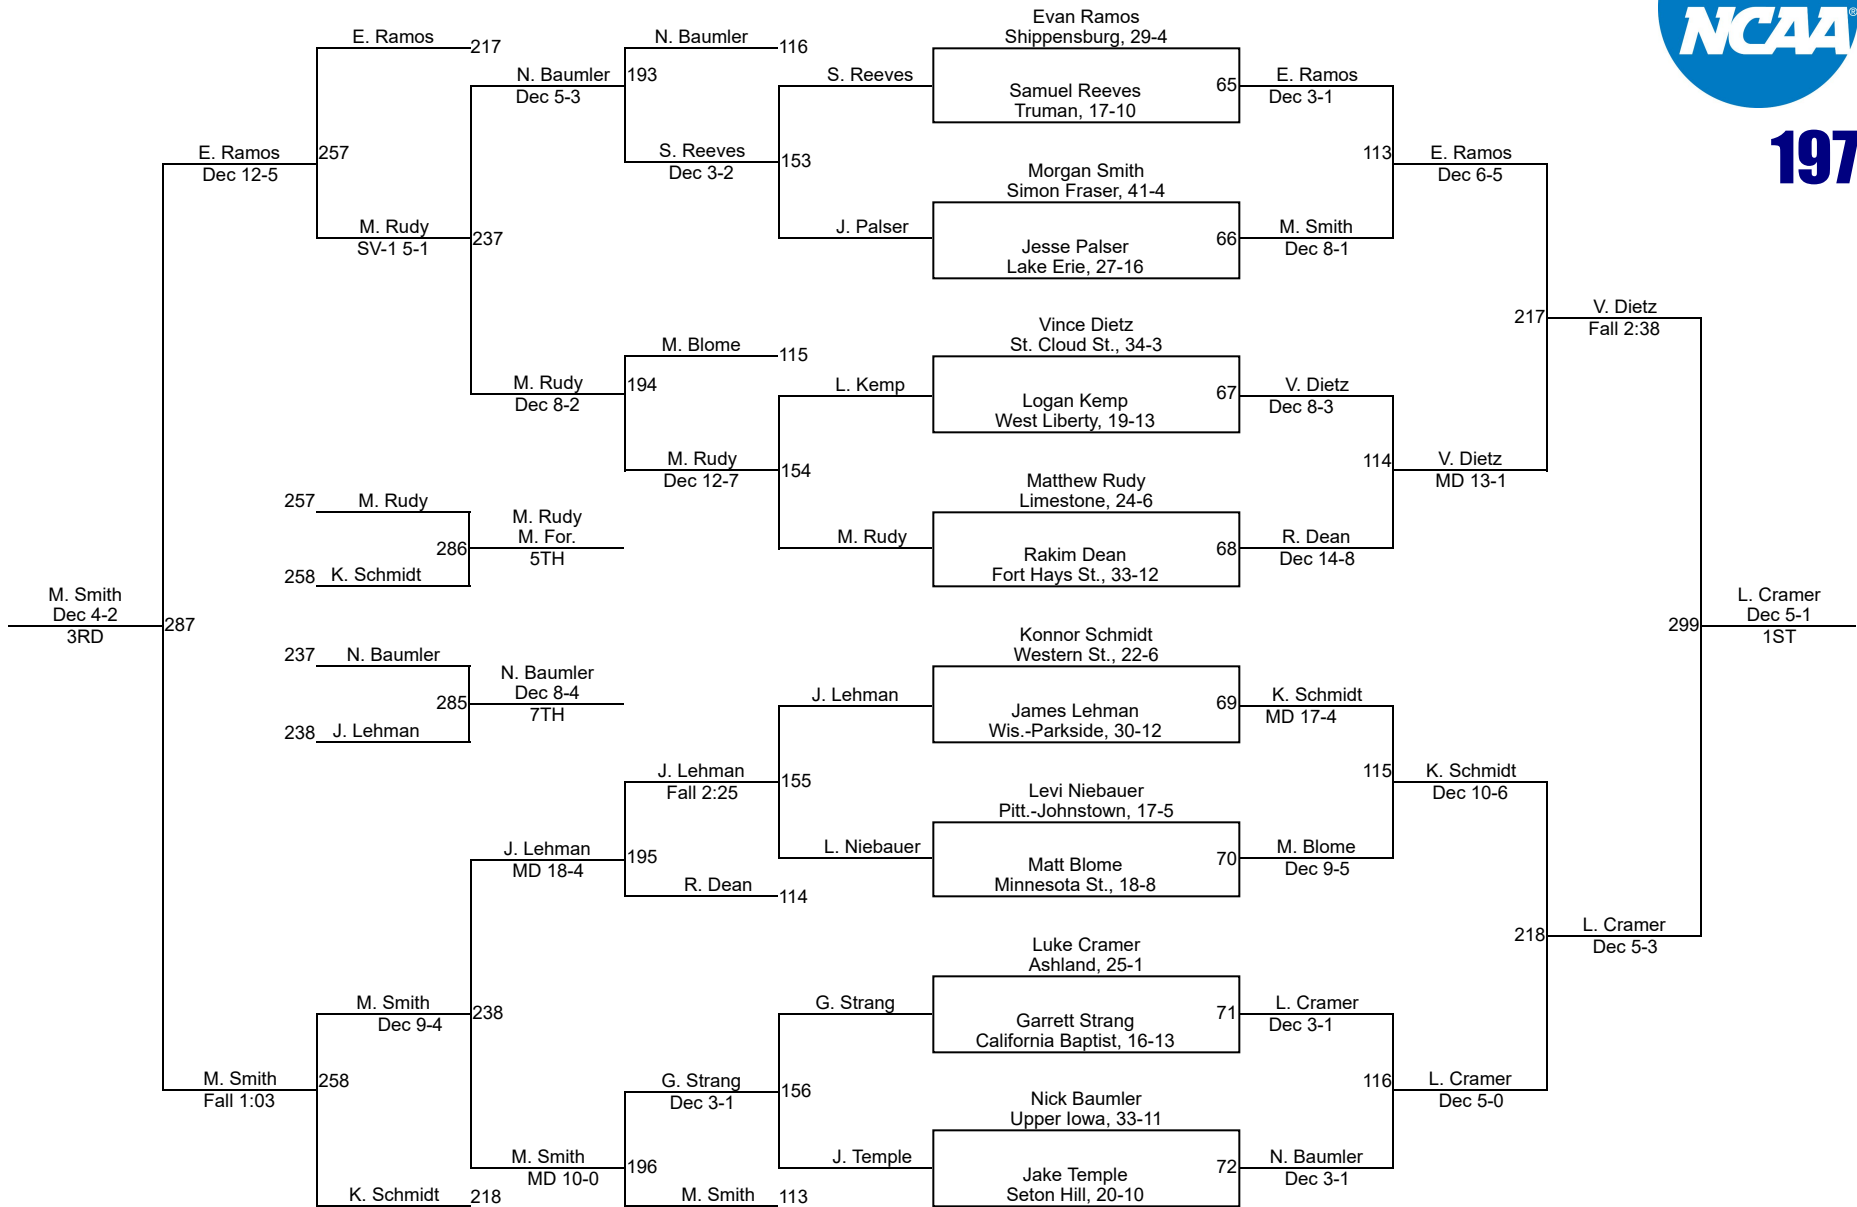 NCAA
®
197
Evan Ramos
Shippensburg, 29-4
Samuel Reeves
Truman, 17-10
65
Morgan Smith
Simon Fraser, 41-4
Jesse Palser
Lake Erie, 27-16
66
Vince Dietz
St. Cloud St., 34-3
Logan Kemp
West Liberty, 19-13
67
Matthew Rudy
Limestone, 24-6
Rakim Dean
Fort Hays St., 33-12
68
Konnor Schmidt
Western St., 22-6
James Lehman
Wis.-Parkside, 30-12
69
Levi Niebauer
Pitt.-Johnstown, 17-5
Matt Blome
Minnesota St., 18-8
70
Luke Cramer
Ashland, 25-1
Garrett Strang
California Baptist, 16-13
71
Nick Baumler
Upper Iowa, 33-11
Jake Temple
Seton Hill, 20-10
72
E. Ramos
Dec 3-1
M. Smith
Dec 8-1
V. Dietz
Dec 8-3
R. Dean
Dec 14-8
K. Schmidt
MD 17-4
M. Blome
Dec 9-5
L. Cramer
Dec 3-1
N. Baumler
Dec 3-1
113
E. Ramos
Dec 6-5
114
V. Dietz
MD 13-1
115
K. Schmidt
Dec 10-6
116
L. Cramer
Dec 5-0
217
V. Dietz
Fall 2:38
218
L. Cramer
Dec 5-3
299
L. Cramer
Dec 5-1
1ST
S. Reeves
J. Palser
L. Kemp
M. Rudy
J. Lehman
L. Niebauer
G. Strang
J. Temple
N. Baumler
116
S. Reeves
Dec 3-2
153
M. Blome
115
M. Rudy
Dec 12-7
154
J. Lehman
Fall 2:25
155
R. Dean
114
G. Strang
Dec 3-1
156
M. Smith
113
N. Baumler
Dec 5-3
193
M. Rudy
Dec 8-2
194
J. Lehman
MD 18-4
195
M. Smith
MD 10-0
196
E. Ramos
217
M. Rudy
SV-1 5-1
237
M. Smith
Dec 9-4
238
K. Schmidt
218
E. Ramos
Dec 12-5
257
M. Smith
Fall 1:03
258
M. Smith
Dec 4-2
3RD
287
257
M. Rudy
258
K. Schmidt
286
M. Rudy
M. For.
5TH
237
N. Baumler
238
J. Lehman
285
N. Baumler
Dec 8-4
7TH